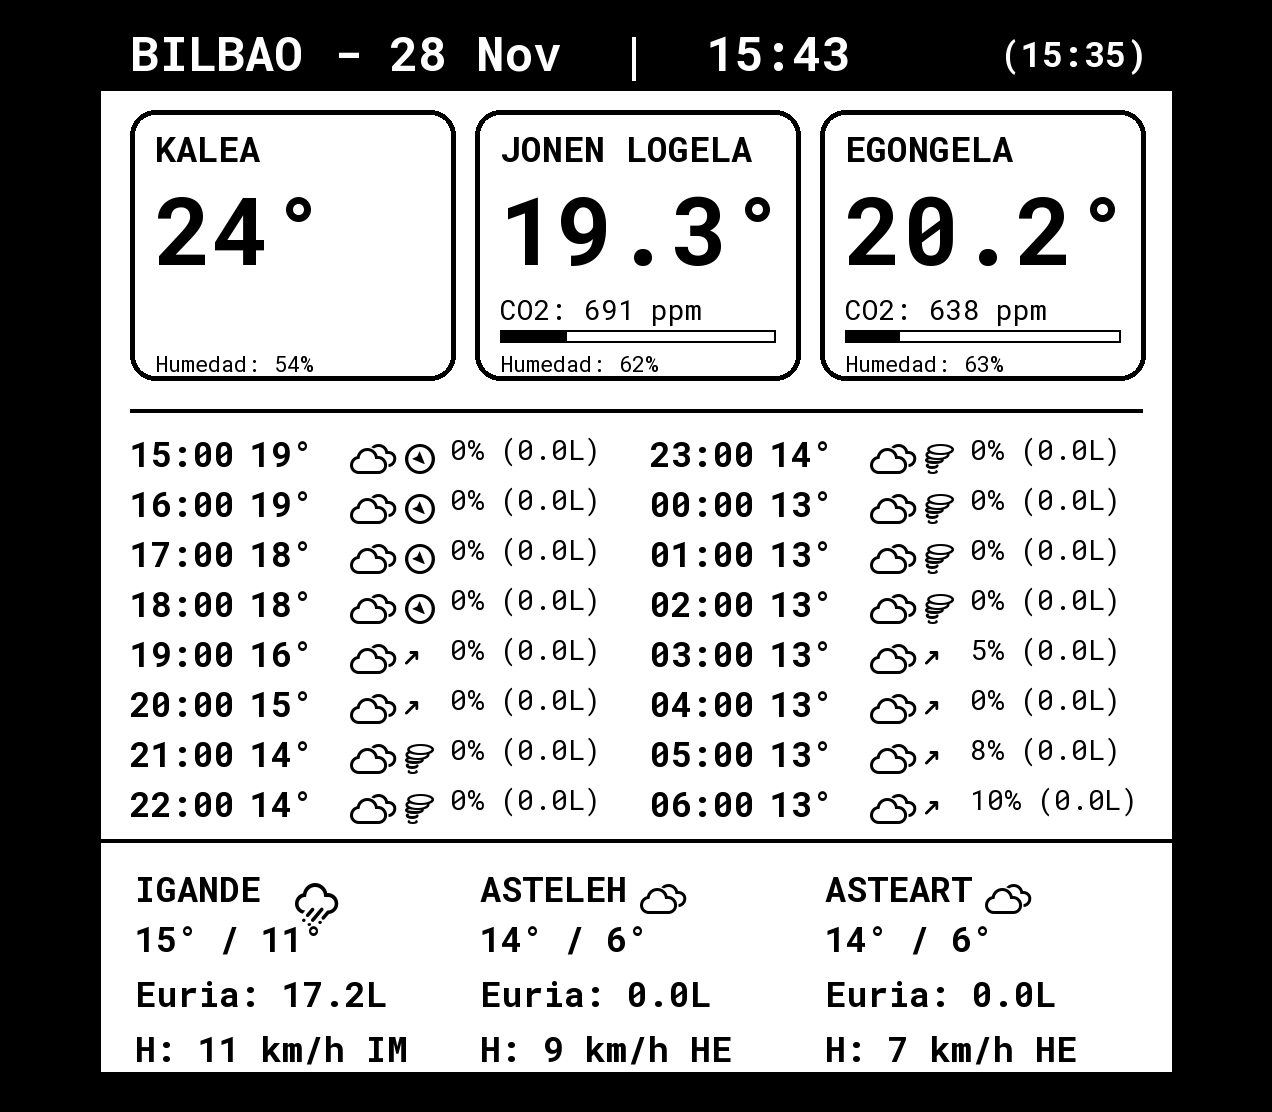 BILBAO - 28 Nov | 15:43 (15:35)
KALEA
24°
Humedad: 54%
JONEN LOGELA
19.3°
CO2: 691 ppm
Humedad: 62%
EGONGELA
20.2°
CO2: 638 ppm
Humedad: 63%
15:00 19° 0% (0.0L)
16:00 19° 0% (0.0L)
17:00 18° 0% (0.0L)
18:00 18° 0% (0.0L)
19:00 16° 0% (0.0L)
20:00 15° 0% (0.0L)
21:00 14° 0% (0.0L)
22:00 14° 0% (0.0L)
23:00 14° 0% (0.0L)
00:00 13° 0% (0.0L)
01:00 13° 0% (0.0L)
02:00 13° 0% (0.0L)
03:00 13° 5% (0.0L)
04:00 13° 0% (0.0L)
05:00 13° 8% (0.0L)
06:00 13° 10% (0.0L)
IGANDE
15° / 11°
Euria: 17.2L
H: 11 km/h IM
ASTELEH
14° / 6°
Euria: 0.0L
H: 9 km/h HE
ASTEART
14° / 6°
Euria: 0.0L
H: 7 km/h HE